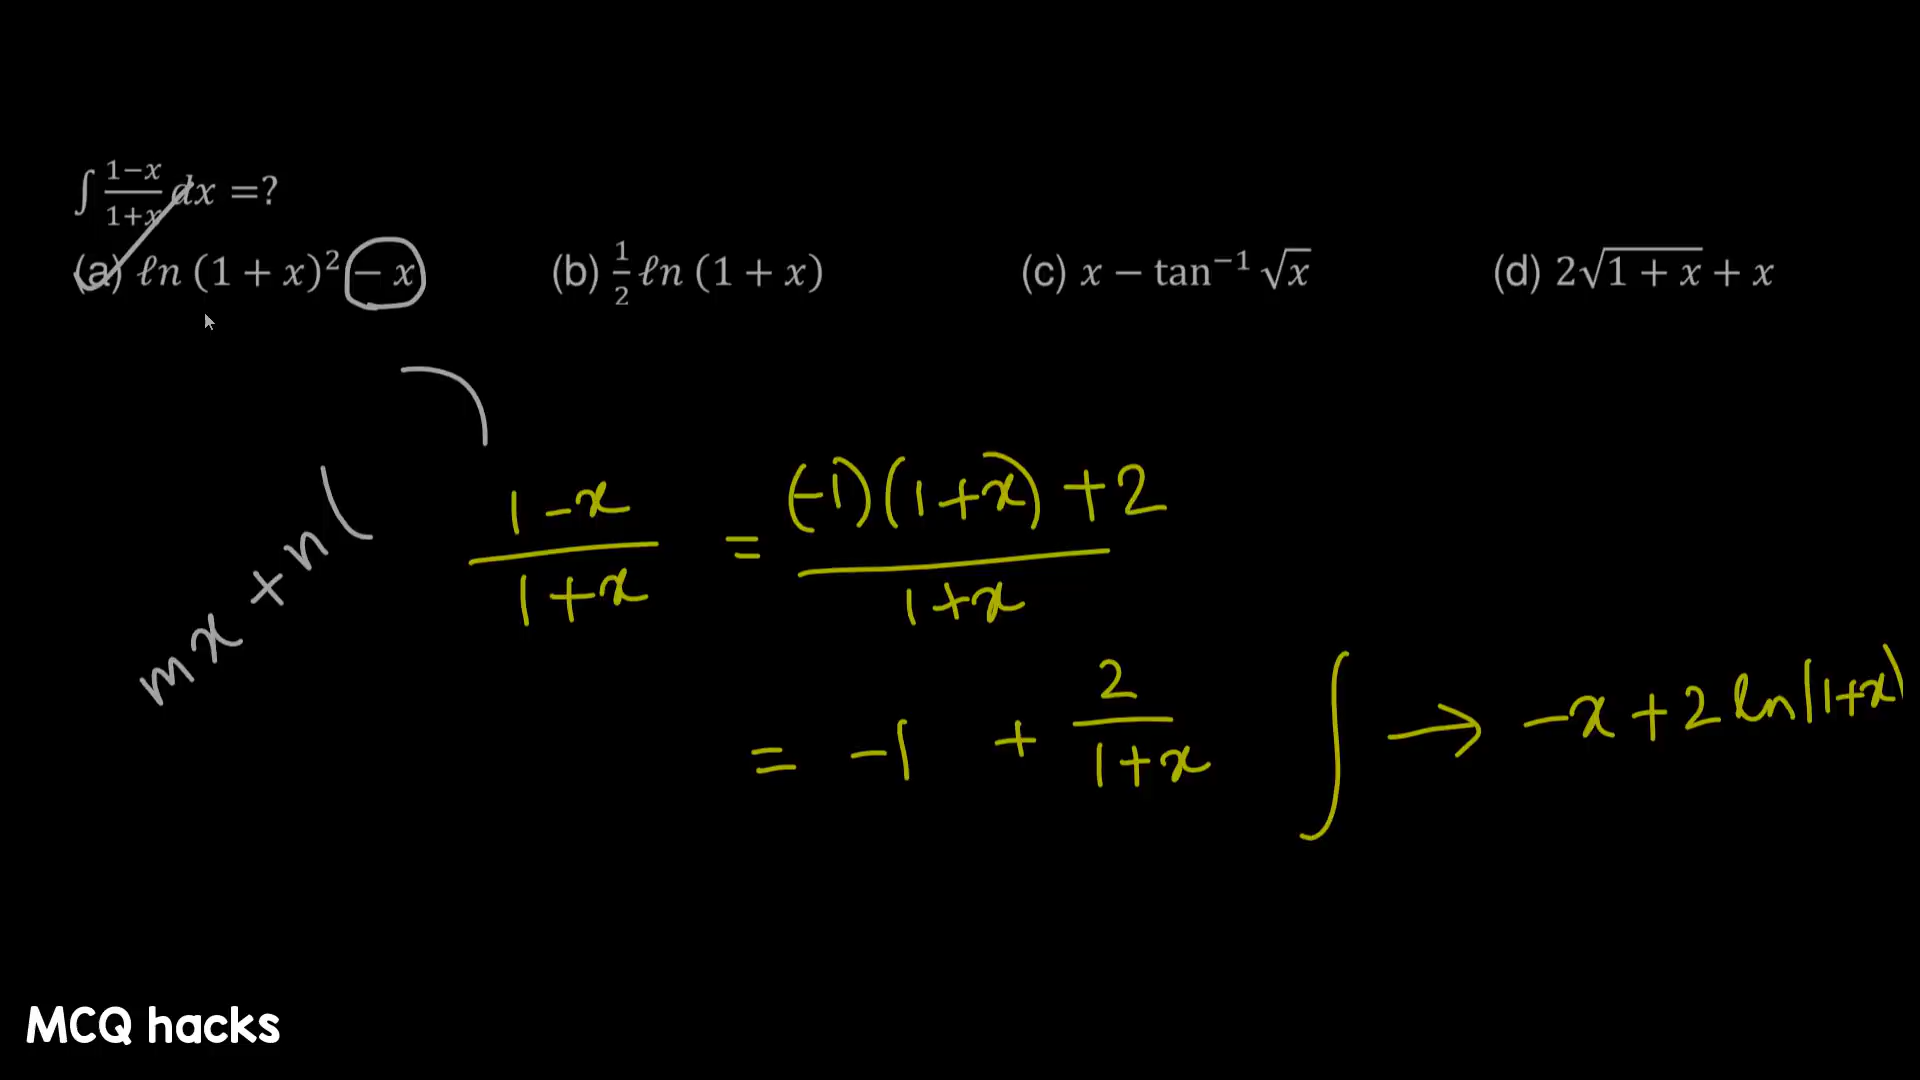 ∫ (1−x)/(1+x) dx =?
(a) ℓn (1 + x)² − x (b) 1/2 ℓn (1 + x) (c) x − tan⁻¹ √x (d) 2√(1 + x) + x
mx + n(
(1-x)/(1+x) = ((-1)(1+x) + 2)/(1+x)
= -1 + 2/(1+x) ∫ → -x + 2 ln(1+x)
MCQ hacks